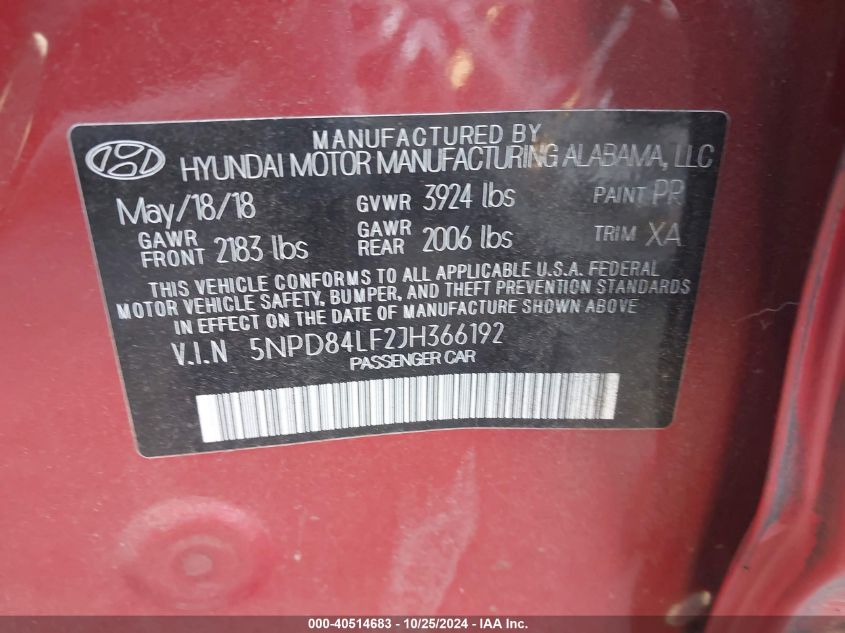 MANUFACTURED BY
HYUNDAI MOTOR MANUFACTURING ALABAMA, LLC
May/18/18 GVWR 3924 lbs PAINT PR
GAWR FRONT 2183 lbs GAWR REAR 2006 lbs TRIM XA
THIS VEHICLE CONFORMS TO ALL APPLICABLE U.S.A. FEDERAL
MOTOR VEHICLE SAFETY, BUMPER, AND THEFT PREVENTION STANDARDS
IN EFFECT ON THE DATE OF MANUFACTURE SHOWN ABOVE
V.I.N 5NPD84LF2JH366192
PASSENGER CAR
000-40514683 - 10/25/2024 - IAA Inc.